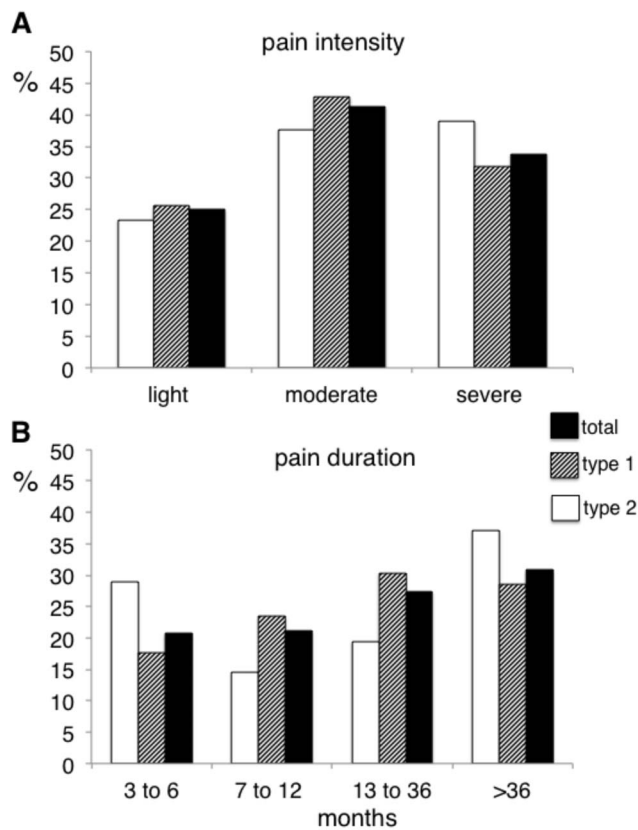 A
pain intensity
%
50
45
40
35
30
25
20
15
10
5
0
light moderate severe
B
pain duration
%
50
45
40
35
30
25
20
15
10
5
0
total
type 1
type 2
3 to 6 7 to 12 13 to 36 >36
months